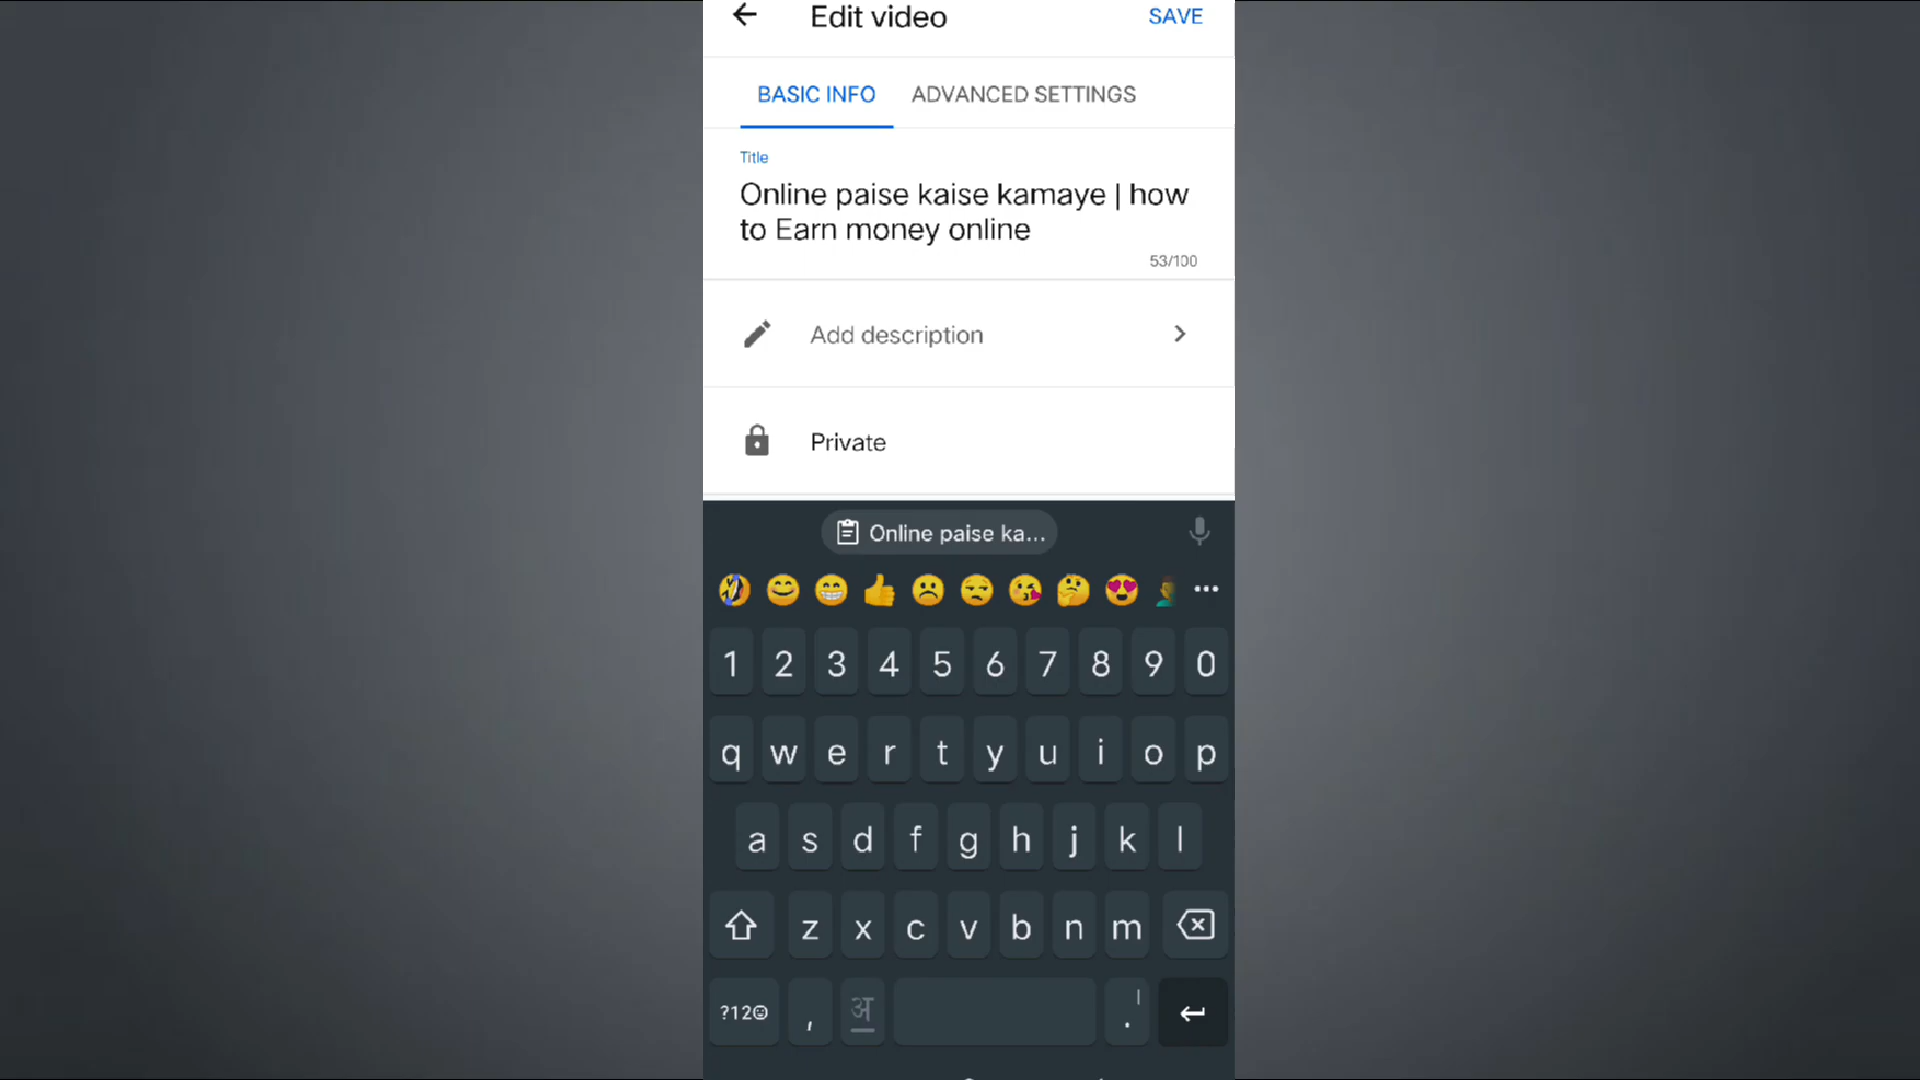 Edit video
SAVE
BASIC INFO
ADVANCED SETTINGS
Title
Online paise kaise kamaye | how
to Earn money online
53/100
Add description
Private
Online paise ka...
1 2 3 4 5 6 7 8 9 0
q w e r t y u i o p
a s d f g h j k l
z x c v b n m
?12☺ , अ | .